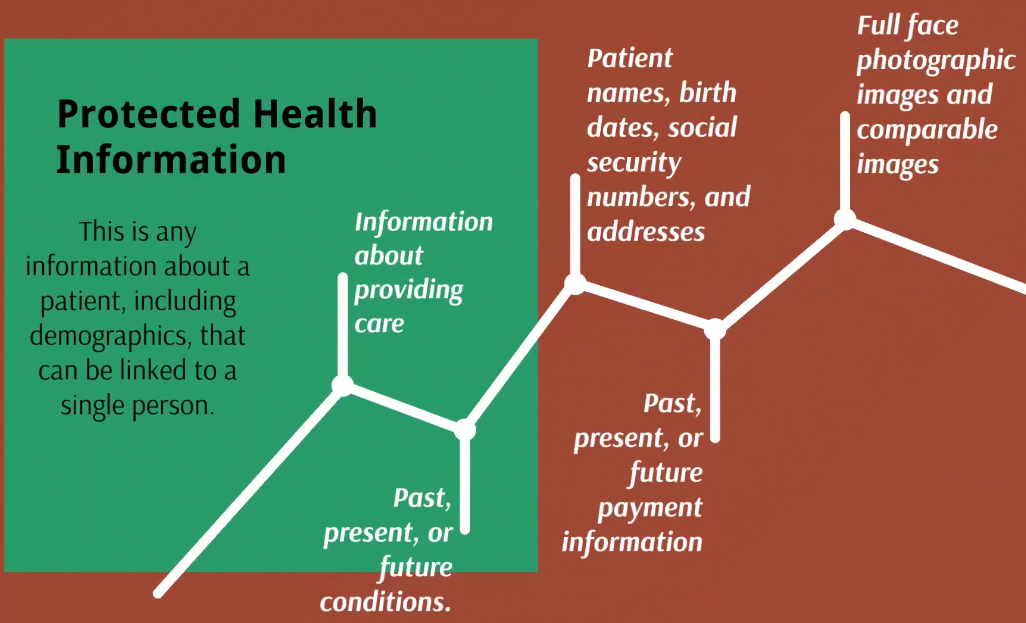 Protected Health
Information
This is any
information about a
patient, including
demographics, that
can be linked to a
single person.
Information
about
providing
care
Past,
present, or
future
conditions.
Patient
names, birth
dates, social
security
numbers, and
addresses
Past,
present, or
future
payment
information
Full face
photographic
images and
comparable
images